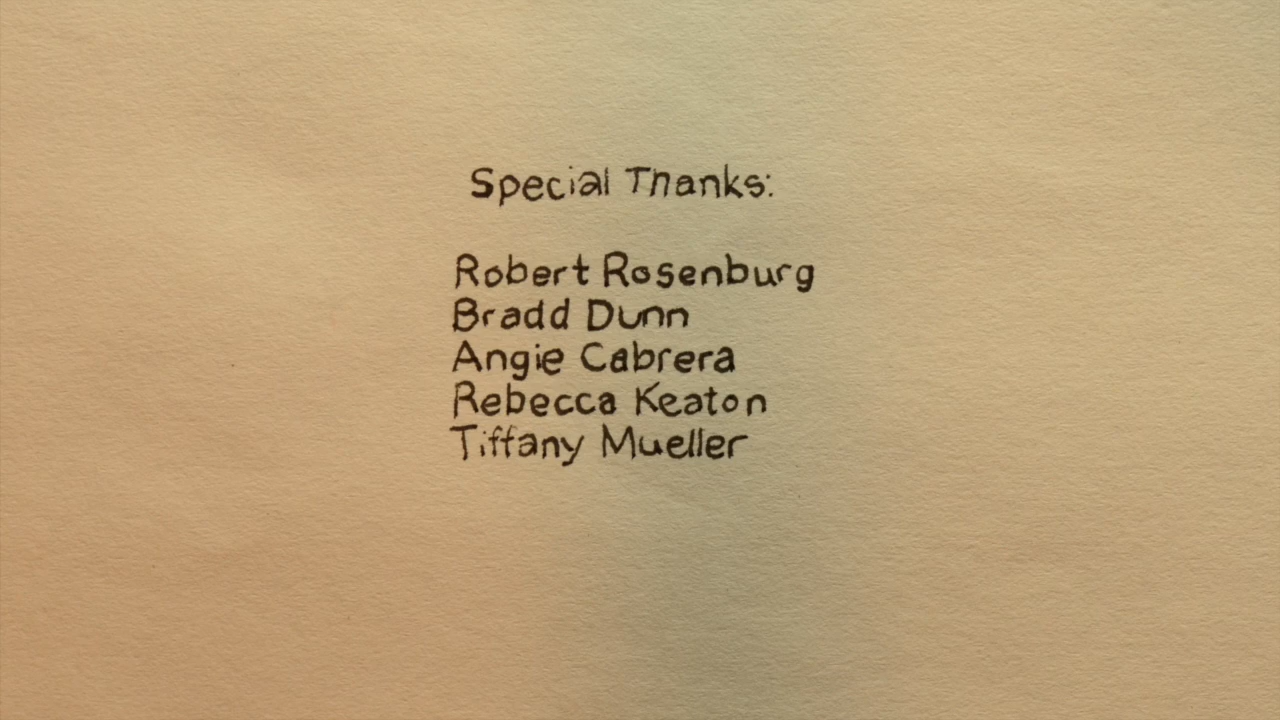 Special Thanks:
Robert Rosenburg
Bradd Dunn
Angie Cabrera
Rebecca Keaton
Tiffany Mueller